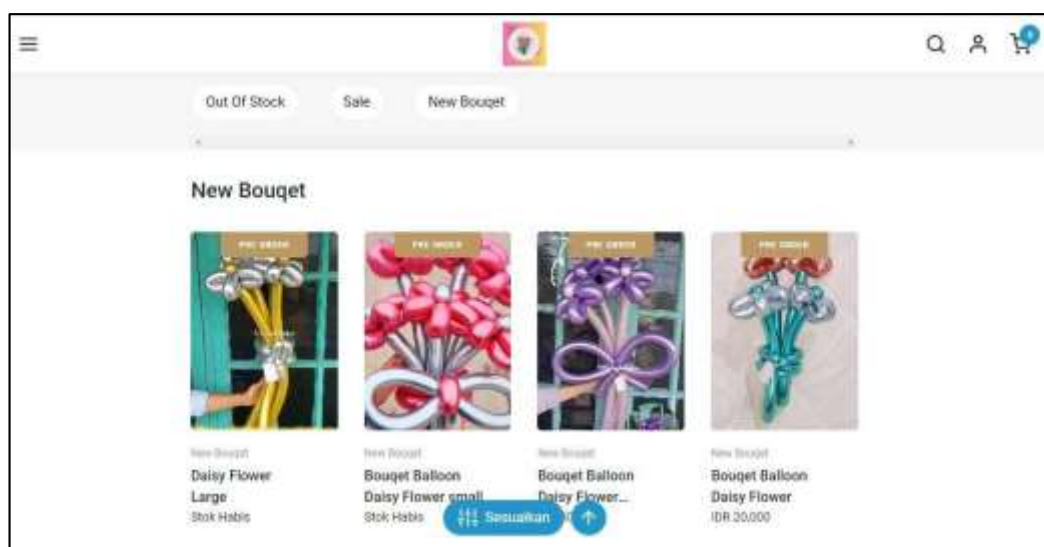 Out Of Stock
Sale
New Bouqet
New Bouqet
PRE ORDER
PRE ORDER
PRE ORDER
PRE ORDER
New Bouqet
New Bouqet
New Bouqet
New Bouqet
Daisy Flower
Large
Stok Habis
Bouqet Balloon
Daisy Flower small
Stok Habis
Bouqet Balloon
Daisy Flower...
Bouqet Balloon
Daisy Flower
IDR 20.000
Sesuaikan